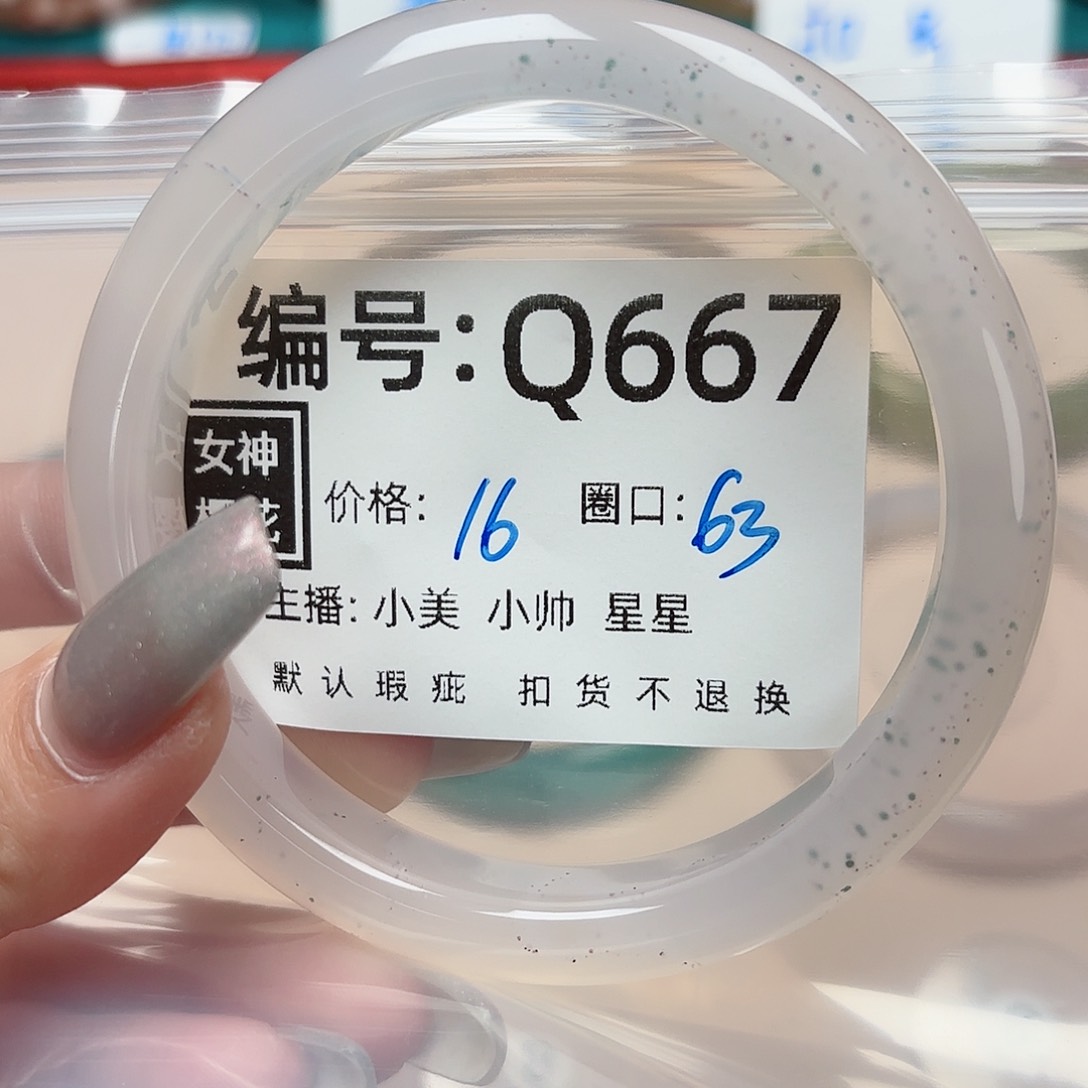 编号:Q667
女神
价格: 16 圈口: 63
主播: 小美 小帅 星星
默认瑕疵 扣货不退换